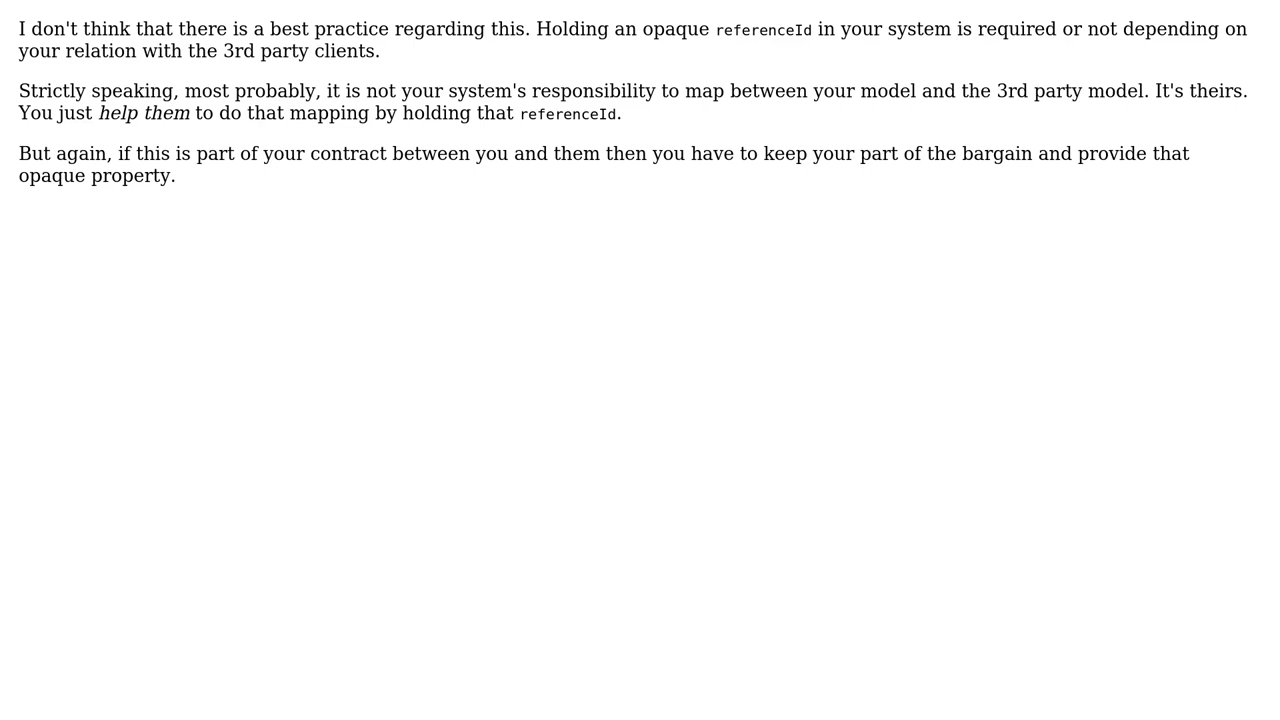 I don't think that there is a best practice regarding this. Holding an opaque referenceId in your system is required or not depending on
your relation with the 3rd party clients.
Strictly speaking, most probably, it is not your system's responsibility to map between your model and the 3rd party model. It's theirs.
You just help them to do that mapping by holding that referenceId.
But again, if this is part of your contract between you and them then you have to keep your part of the bargain and provide that
opaque property.